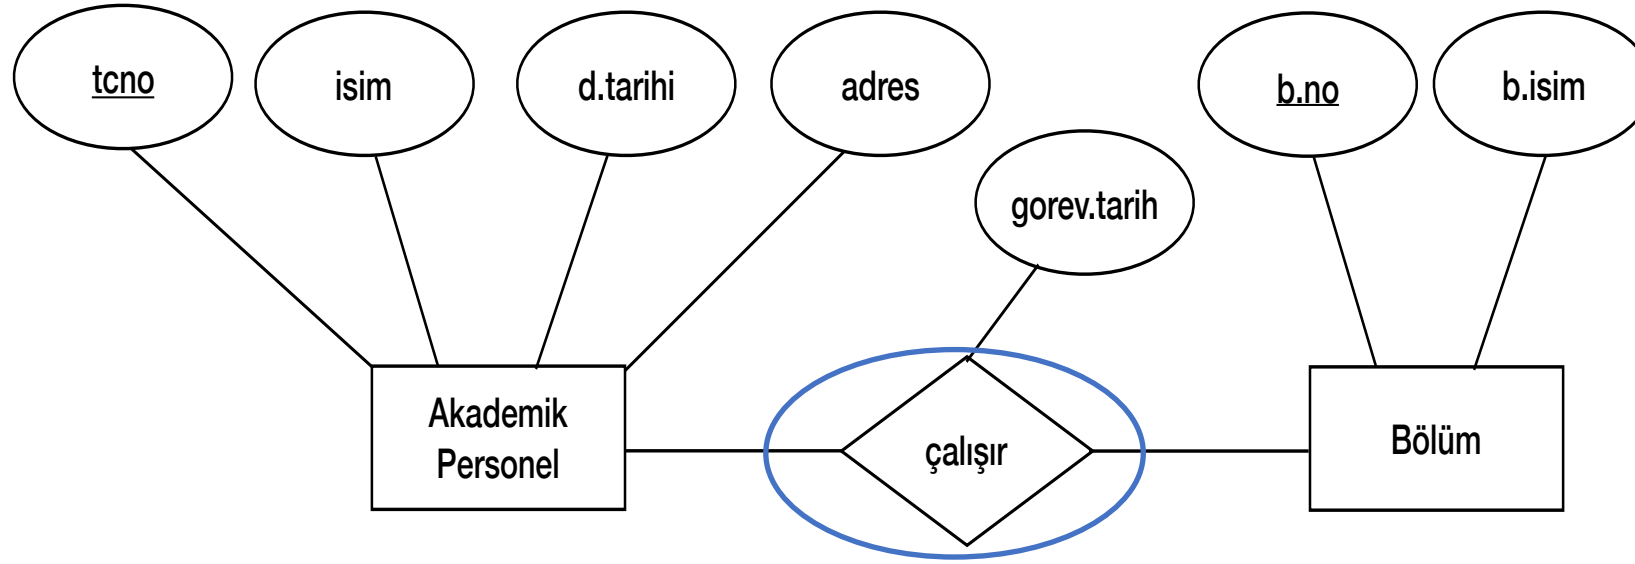 tcno
isim
d.tarihi
adres
b.no
b.isim
gorev.tarih
Akademik
Personel
çalışır
Bölüm